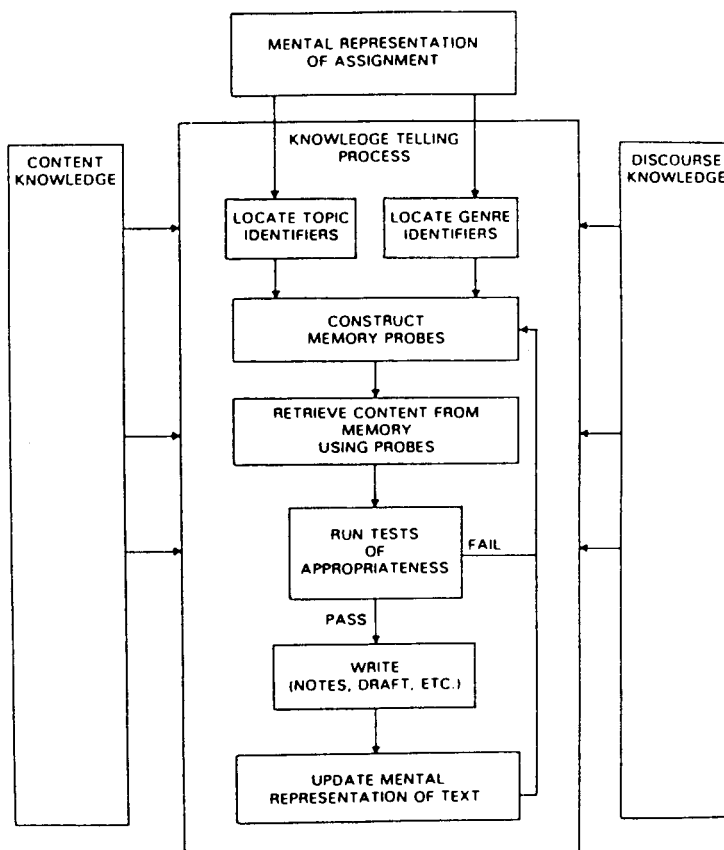 MENTAL REPRESENTATION
OF ASSIGNMENT
KNOWLEDGE TELLING
PROCESS
CONTENT
KNOWLEDGE
DISCOURSE
KNOWLEDGE
LOCATE TOPIC
IDENTIFIERS
LOCATE GENRE
IDENTIFIERS
CONSTRUCT
MEMORY PROBES
RETRIEVE CONTENT FROM
MEMORY
USING PROBES
RUN TESTS
OF
APPROPRIATENESS
FAIL
PASS
WRITE
(NOTES, DRAFT, ETC.)
UPDATE MENTAL
REPRESENTATION OF TEXT